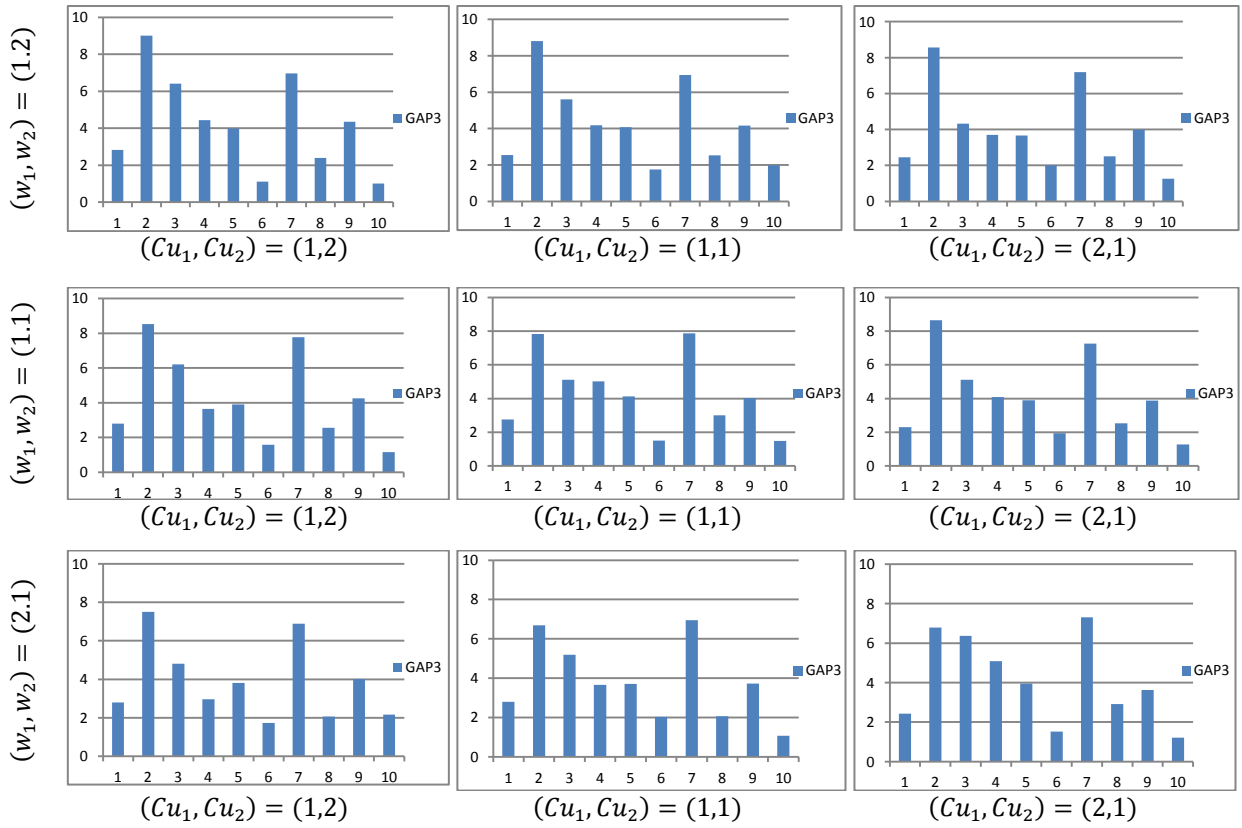 (w₁, w₂) = (1.2)
10
8
6
4
2
0
1 2 3 4 5 6 7 8 9 10
GAP3
(Cu₁, Cu₂) = (1,2)
10
8
6
4
2
0
1 2 3 4 5 6 7 8 9 10
GAP3
(Cu₁, Cu₂) = (1,1)
10
8
6
4
2
0
1 2 3 4 5 6 7 8 9 10
GAP3
(Cu₁, Cu₂) = (2,1)
(w₁, w₂) = (1.1)
10
8
6
4
2
0
1 2 3 4 5 6 7 8 9 10
GAP3
(Cu₁, Cu₂) = (1,2)
10
8
6
4
2
0
1 2 3 4 5 6 7 8 9 10
GAP3
(Cu₁, Cu₂) = (1,1)
10
8
6
4
2
0
1 2 3 4 5 6 7 8 9 10
GAP3
(Cu₁, Cu₂) = (2,1)
(w₁, w₂) = (2.1)
10
8
6
4
2
0
1 2 3 4 5 6 7 8 9 10
GAP3
(Cu₁, Cu₂) = (1,2)
10
8
6
4
2
0
1 2 3 4 5 6 7 8 9 10
GAP3
(Cu₁, Cu₂) = (1,1)
10
8
6
4
2
0
1 2 3 4 5 6 7 8 9 10
GAP3
(Cu₁, Cu₂) = (2,1)